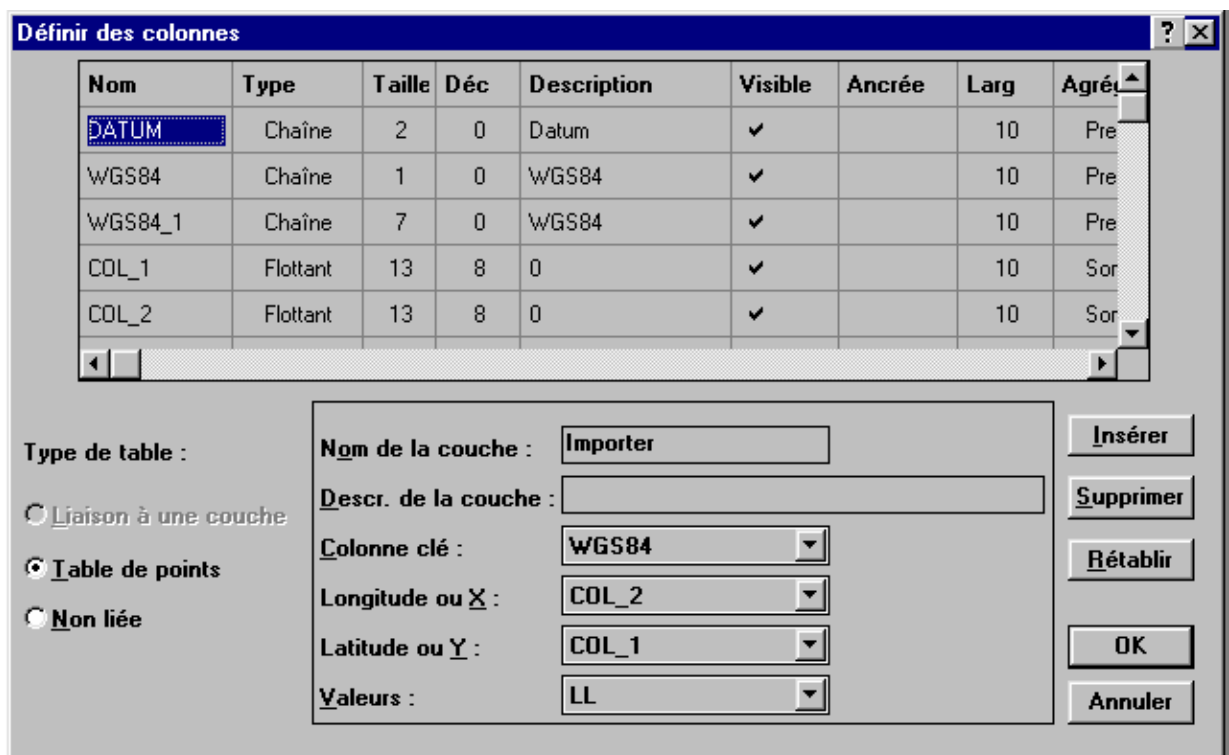 Définir des colonnes
Nom Type Taille Déc Description Visible Ancrée Larg
DATUM Chaîne 2 0 Datum 10 Pre
WGS84 Chaîne 1 0 WGS84 10 Pre
WGS84_1 Chaîne 7 0 WGS84 10 Pre
COL_1 Flottant 13 8 0 10
COL_2 Flottant 13 8 0 10
Type de table :
Liaison à une couche
Table de points
Non liée
Nom de la couche : Importer
Descr. de la couche :
Colonne clé : WGS84
Longitude ou X : COL_2
Latitude ou Y : COL_1
Valeurs : LL
Insérer
Supprimer
Rétablir
OK
Annuler